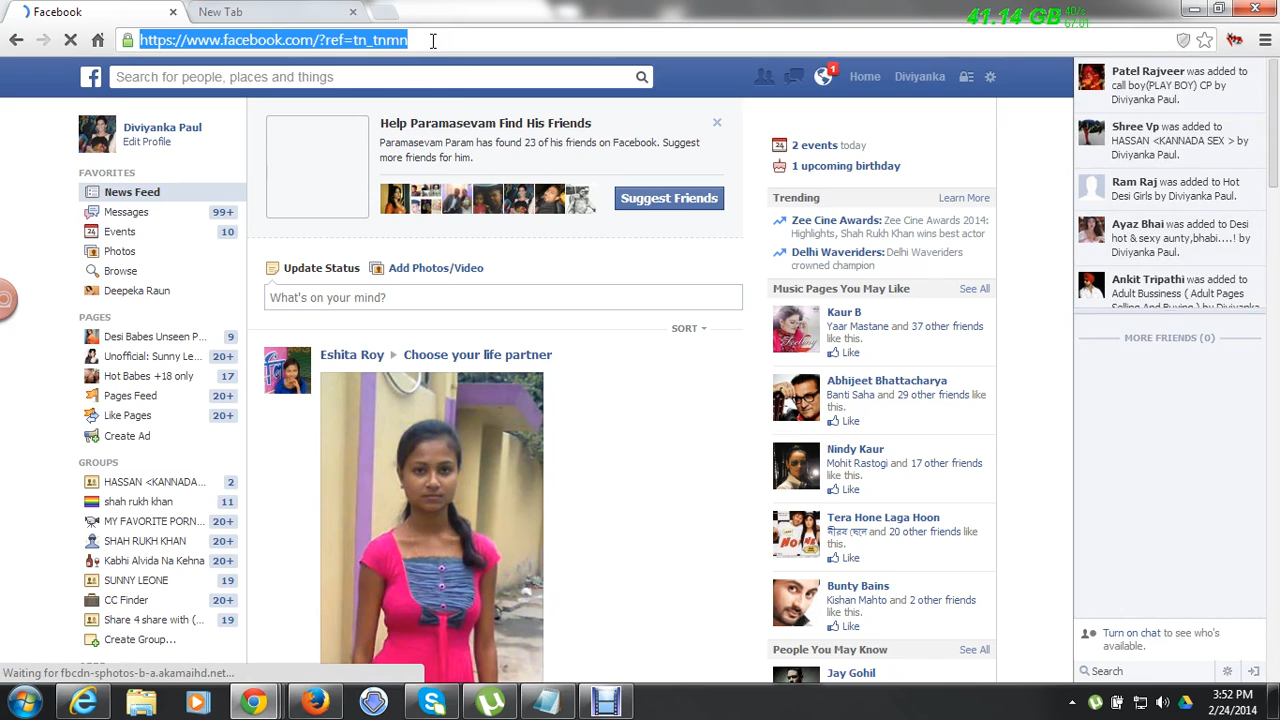 Facebook
New Tab
41.14 GB
https://www.facebook.com/?ref=tn_tnmn
Search for people, places and things
1
Home
Diviyanka
Diviyanka Paul
Edit Profile
FAVORITES
News Feed
Messages 99+
Events 10
Photos
Browse
Deepeka Raun
PAGES
Desi Babes Unseen P... 9
Unofficial: Sunny Le... 20+
Hot Babes +18 only 17
Pages Feed 20+
Like Pages 20+
Create Ad
GROUPS
HASSAN <KANNADA... 2
shah rukh khan 11
MY FAVORITE PORN... 20+
SHAH RUKH KHAN 20+
Kabhi Alvida Na Kehna 20+
SUNNY LEONE 19
CC Finder 20+
Share 4 share with (... 19
Create Group...
Waiting for fbcdn-sphotos-b-a.akamaihd.net...
Help Paramasevam Find His Friends
Paramasevam Param has found 23 of his friends on Facebook. Suggest
more friends for him.
Suggest Friends
Update Status
Add Photos/Video
What's on your mind?
SORT
Eshita Roy
Choose your life partner
2 events today
1 upcoming birthday
Trending
Learn More
Zee Cine Awards: Zee Cine Awards 2014:
Highlights, Shah Rukh Khan wins best actor
Delhi Waveriders: Delhi Waveriders
crowned champion
Music Pages You May Like
See All
Kaur B
Yaar Mastane and 37 other friends
like this.
Like
Abhijeet Bhattacharya
Banti Saha and 29 other friends like
this.
Like
Nindy Kaur
Mohit Rastogi and 17 other friends
like this.
Like
Tera Hone Laga Hoon
and 20 other friends
like this.
Like
Bunty Bains
Kishan Mahto and 2 other friends
like this.
Like
People You May Know
See All
Jay Gohil
Patel Rajveer was added to
call boy(PLAY BOY) CP by
Diviyanka Paul.
Shree Vp was added to
HASSAN <KANNADA SEX > by
Diviyanka Paul.
Ram Raj was added to Hot
Desi Girls by Diviyanka Paul.
Ayaz Bhai was added to Desi
hot & sexy aunty,bhabi....! by
Diviyanka Paul.
Ankit Tripathi was added to
Adult Bussiness ( Adult Pages
MORE FRIENDS (0)
Turn on chat to see who's
available.
Search
3:52 PM
2/24/2014